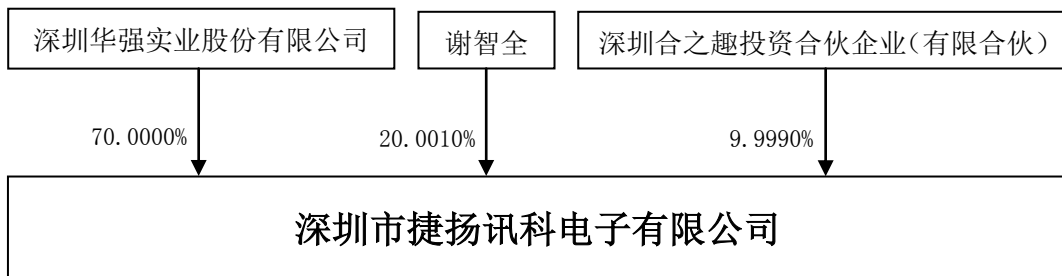 深圳华强实业股份有限公司
谢智全
深圳合之趣投资合伙企业（有限合伙）
70.0000%
20.0010%
9.9990%
深圳市捷扬讯科电子有限公司